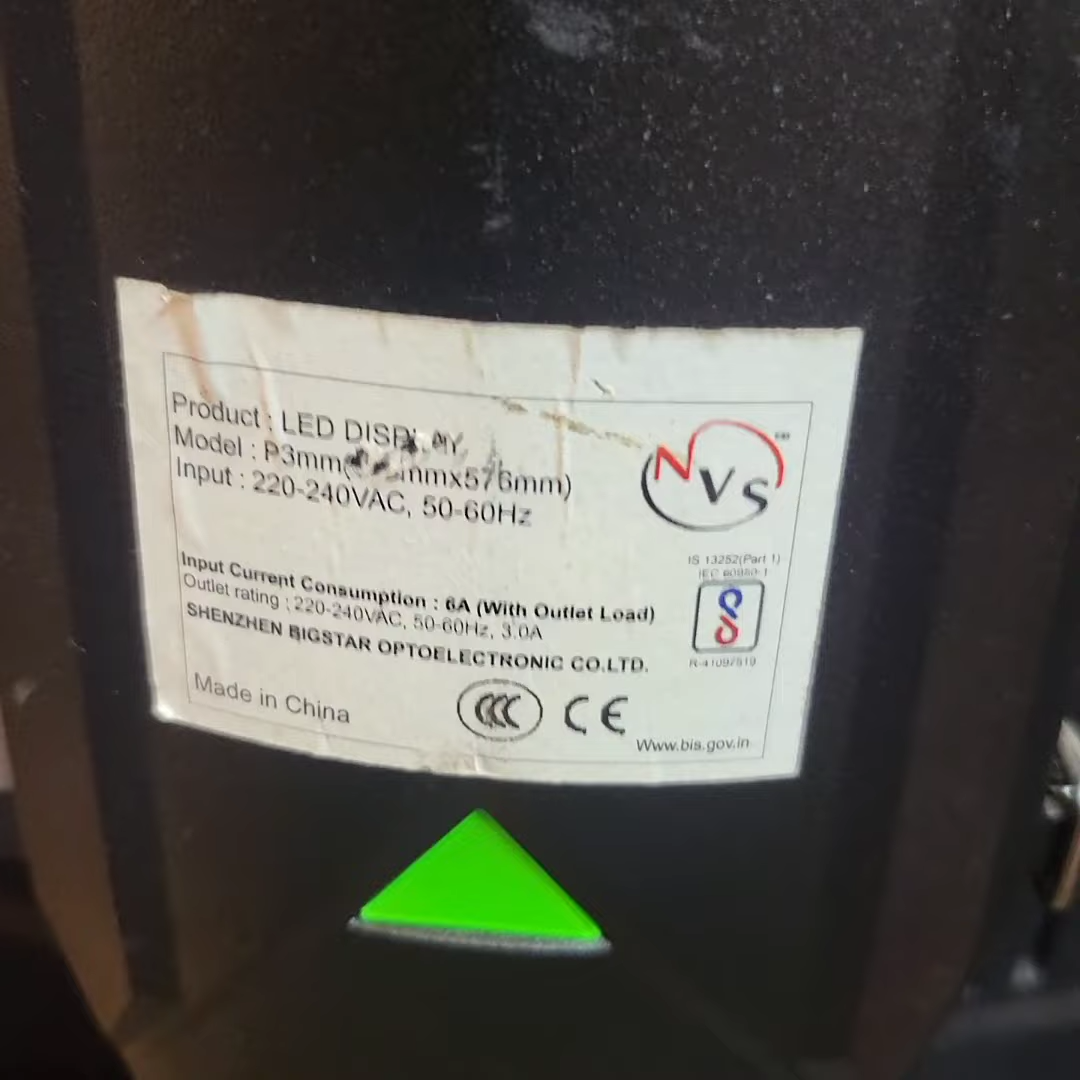 Product : LED DISPLAY
Model : P3mm( mmx576mm)
Input : 220-240VAC, 50-60Hz
NVS
IS 13252(Part 1)
IEC 60950-1
Input Current Consumption : 6A (With Outlet Load)
Outlet rating : 220-240VAC, 50-60Hz, 3.0A
SHENZHEN BIGSTAR OPTOELECTRONIC CO.LTD.
R-41097519
Made in China
CCC
CE
Www.bis.gov.in